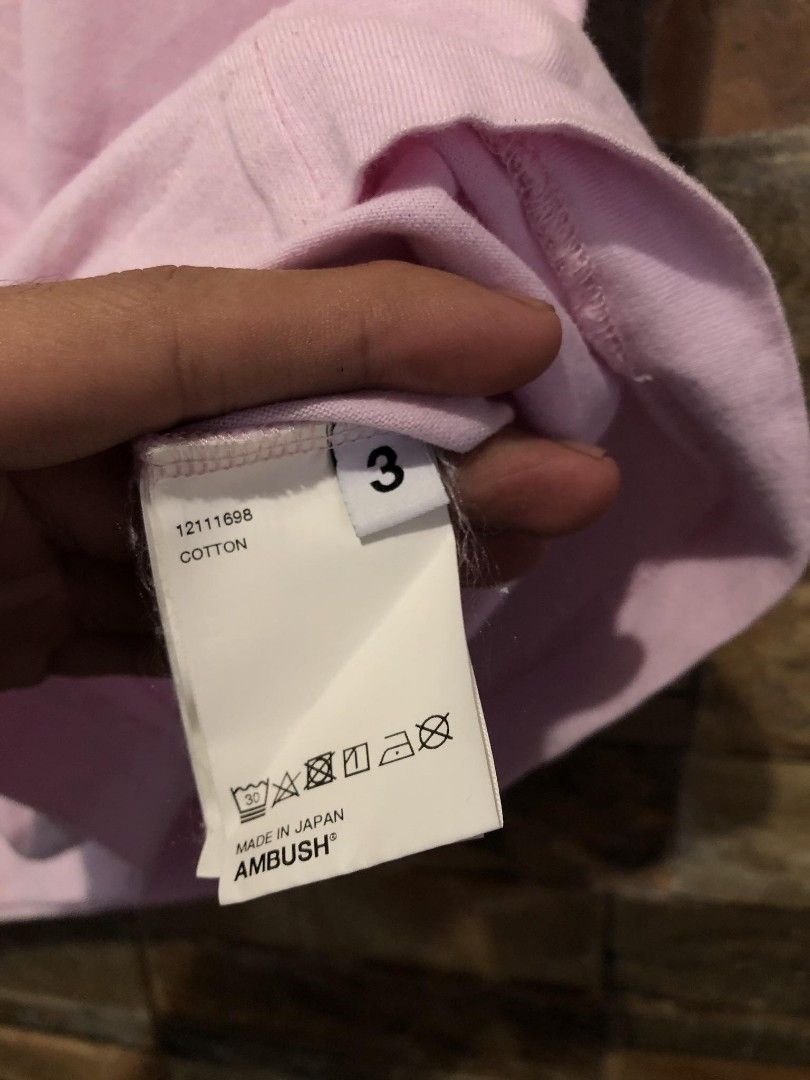 3
12111698
COTTON
30
MADE IN JAPAN
AMBUSH®